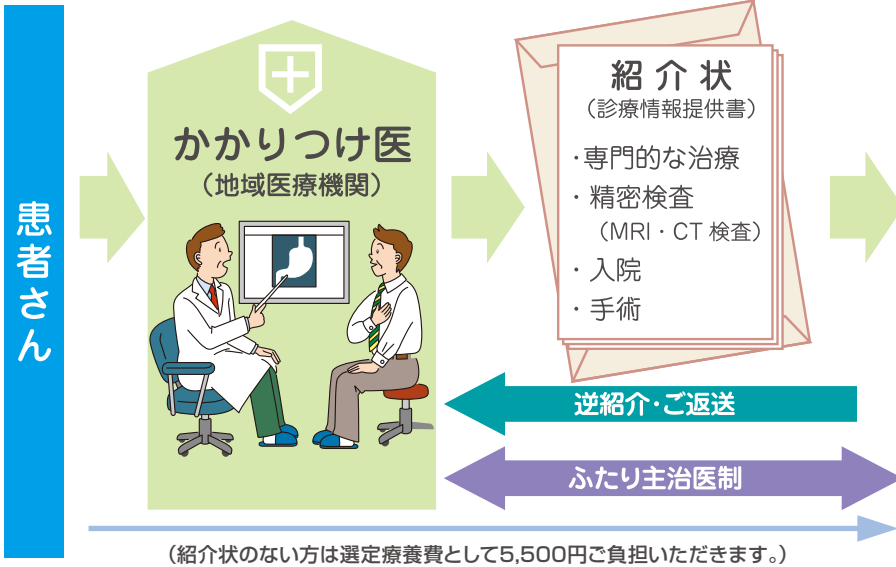 患者さん
かかりつけ医
（地域医療機関）
紹介状
（診療情報提供書）
・専門的な治療
・精密検査
（MRI・CT 検査）
・入院
・手術
逆紹介・ご返送
ふたり主治医制
（紹介状のない方は選定療養費として5,500円ご負担いただきます。）